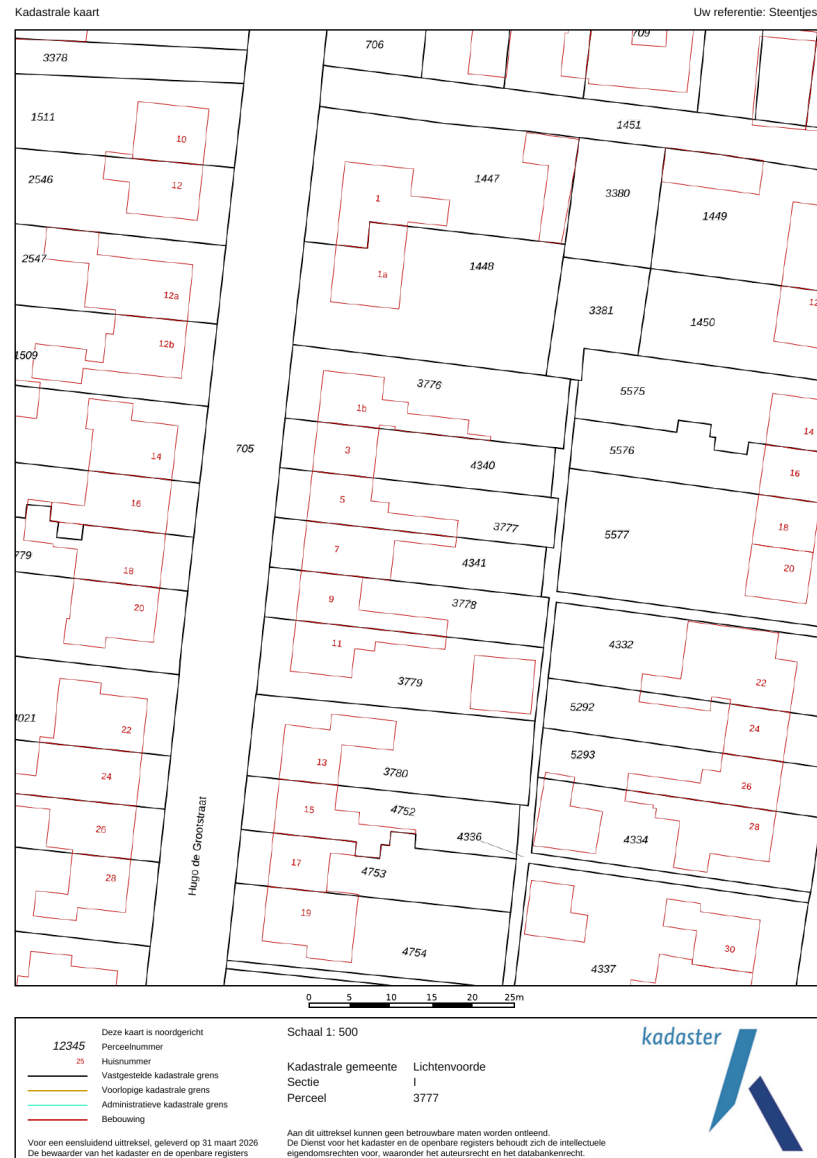 Kadastrale kaart
Uw referentie: Steentjes
3378
706
709
1511
10
1451
2546
12
1
1447
3380
1449
2547
12a
1a
1448
3381
1450
12
12b
1509
3776
5575
1b
14
705
3
4340
5576
14
16
16
5
3777
5577
18
779
18
7
4341
20
20
9
3778
11
4332
3779
22
4021
22
5292
24
13
3780
5293
24
26
15
4752
26
4336
4334
28
Hugo de Grootstraat
17
4753
28
19
4754
4337
30
0 5 10 15 20 25m
Deze kaart is noordgericht
12345 Perceelnummer
25 Huisnummer
Vastgestelde kadastrale grens
Voorlopige kadastrale grens
Administratieve kadastrale grens
Bebouwing
Voor een eensluidend uittreksel, geleverd op 31 maart 2026
De bewaarder van het kadaster en de openbare registers
Schaal 1: 500
Kadastrale gemeente Lichtenvoorde
Sectie I
Perceel 3777
Aan dit uittreksel kunnen geen betrouwbare maten worden ontleend.
De Dienst voor het kadaster en de openbare registers behoudt zich de intellectuele
eigendomsrechten voor, waaronder het auteursrecht en het databankenrecht.
kadaster